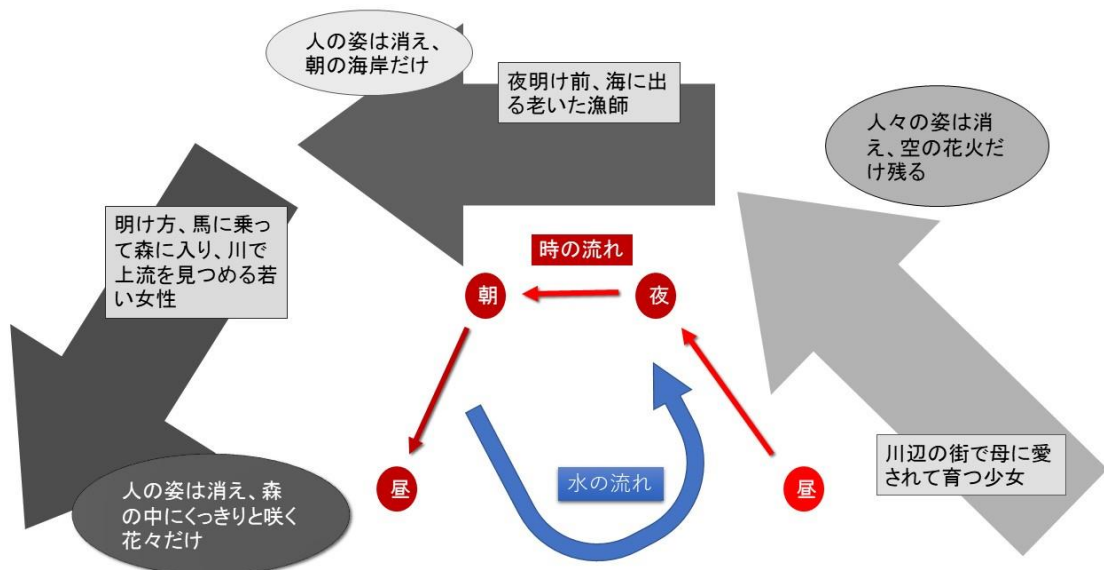 人の姿は消え、
朝の海岸だけ
夜明け前、海に出
る老いた漁師
人々の姿は消
え、空の花火だ
け残る
明け方、馬に乗っ
て森に入り、川で
上流を見つめる若
い女性
時の流れ
朝
夜
川辺の街で母に愛
されて育つ少女
水の流れ
昼
昼
人の姿は消え、森
の中にくっきりと咲く
花々だけ